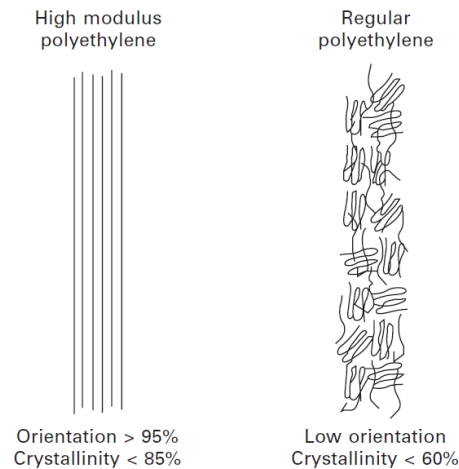 High modulus
polyethylene
Regular
polyethylene
Orientation > 95%
Crystallinity < 85%
Low orientation
Crystallinity < 60%